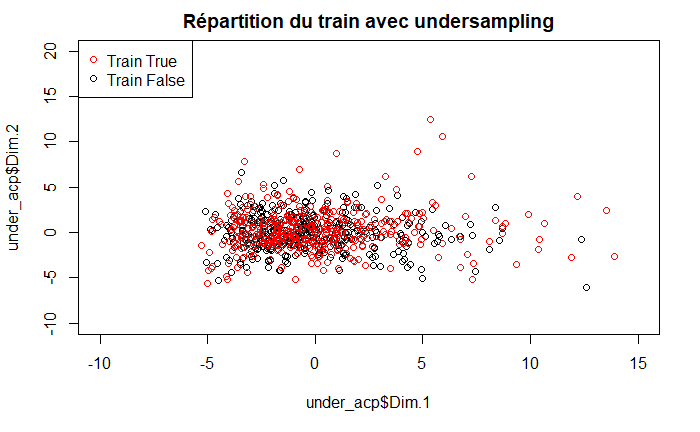 Répartition du train avec undersampling
Train True
Train False
20
15
10
5
0
-5
-10
under_acp$Dim.2
-10
-5
0
5
10
15
under_acp$Dim.1